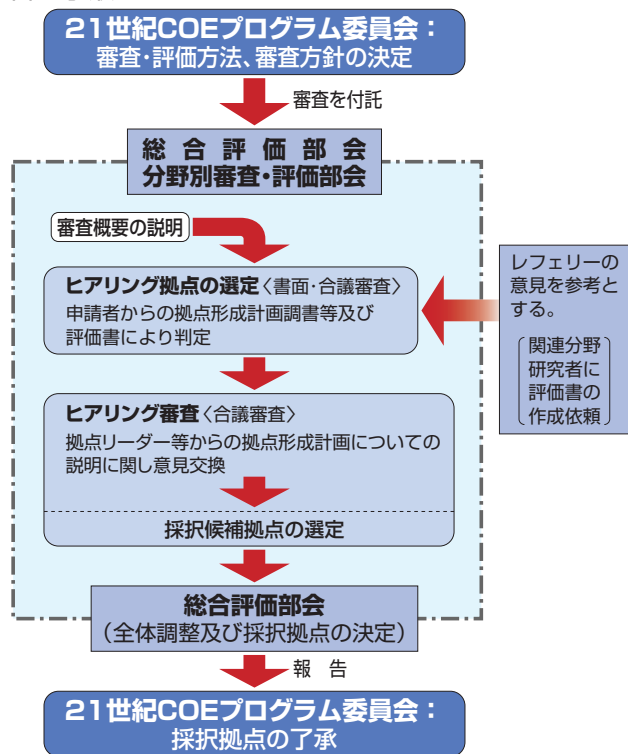 21世紀COEプログラム委員会：
審査・評価方法、審査方針の決定
審査を付託
総合評価部会
分野別審査・評価部会
審査概要の説明
ヒアリング拠点の選定〈書面・合議審査〉
申請者からの拠点形成計画調書等及び
評価書により判定
レフェリーの
意見を参考と
する。
関連分野
研究者に
評価書の
作成依頼
ヒアリング審査〈合議審査〉
拠点リーダー等からの拠点形成計画についての
説明に関し意見交換
採択候補拠点の選定
総合評価部会
（全体調整及び採択拠点の決定）
報 告
21世紀COEプログラム委員会：
採択拠点の了承